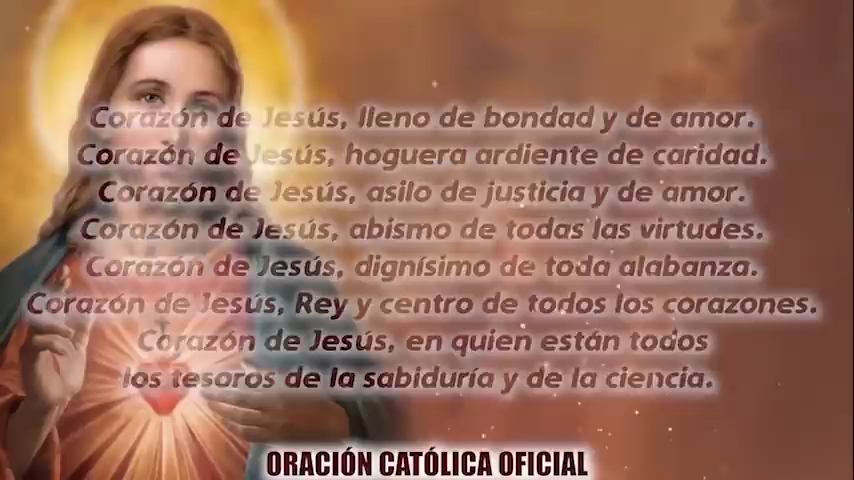 Corazón de Jesús, lleno de bondad y de amor.
Corazón de Jesús, hoguera ardiente de caridad.
Corazón de Jesús, asilo de justicia y de amor.
Corazón de Jesús, abismo de todas las virtudes.
Corazón de Jesús, dignísimo de toda alabanza.
Corazón de Jesús, Rey y centro de todos los corazones.
Corazón de Jesús, en quien están todos
los tesoros de la sabiduría y de la ciencia.
ORACIÓN CATÓLICA OFICIAL